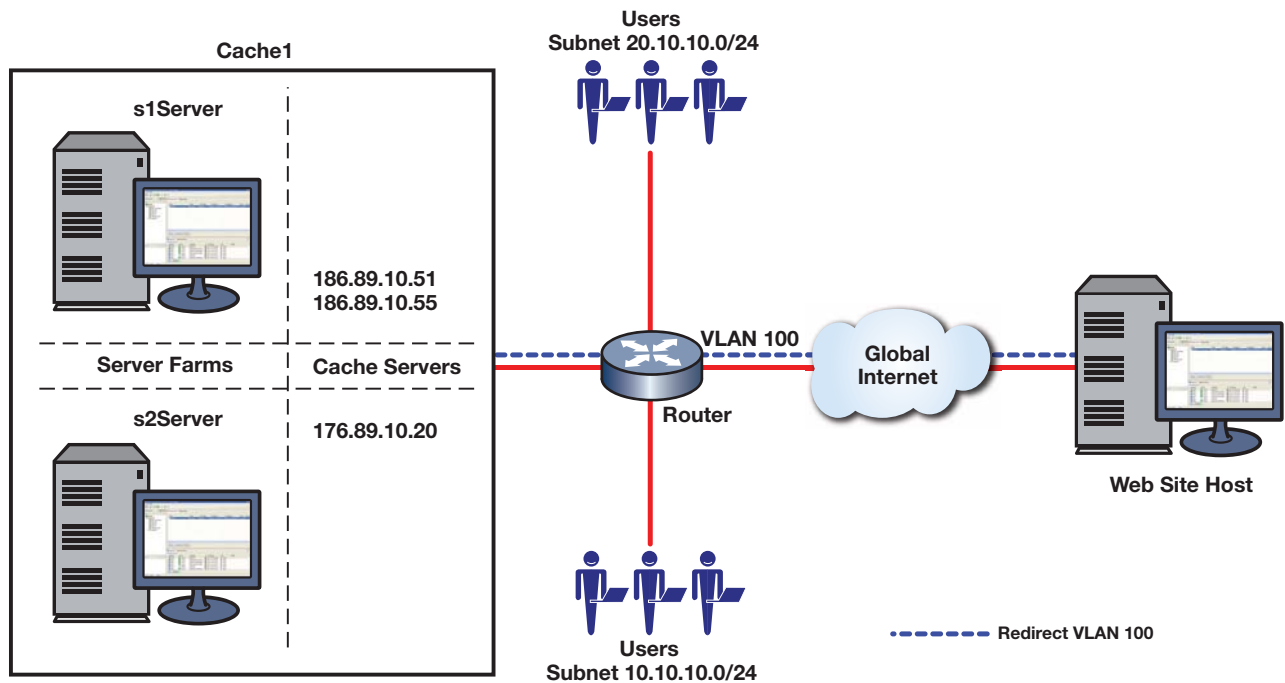 Users
Subnet 20.10.10.0/24
Cache1
s1Server
186.89.10.51
186.89.10.55
Server Farms
Cache Servers
s2Server
176.89.10.20
VLAN 100
Router
Global
Internet
Web Site Host
Users
Subnet 10.10.10.0/24
Redirect VLAN 100